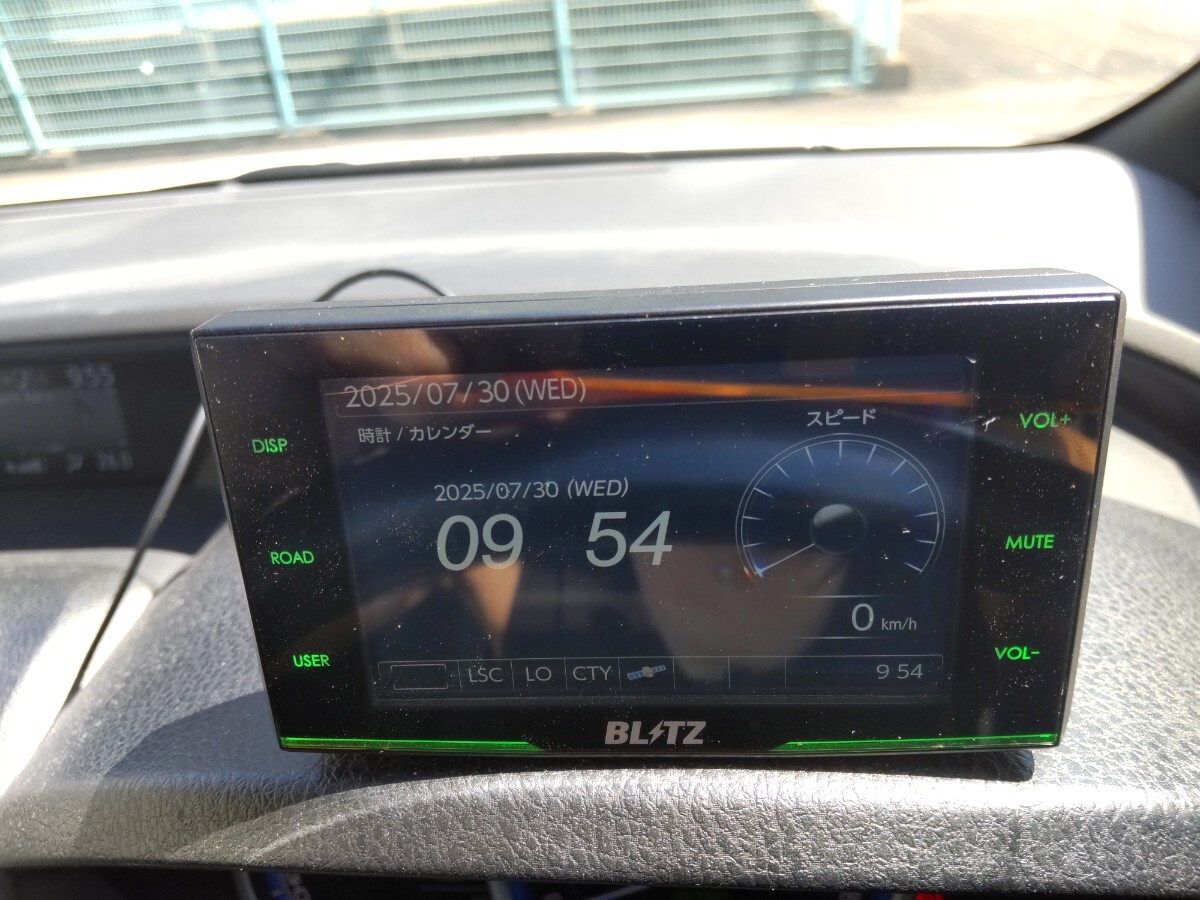 2025/07/30 (WED)
時計 / カレンダー
スピード
2025/07/30 (WED)
09 54
0 km/h
LSC LO CTY
9 54
DISP
ROAD
USER
VOL+
MUTE
VOL-
BLITZ
955